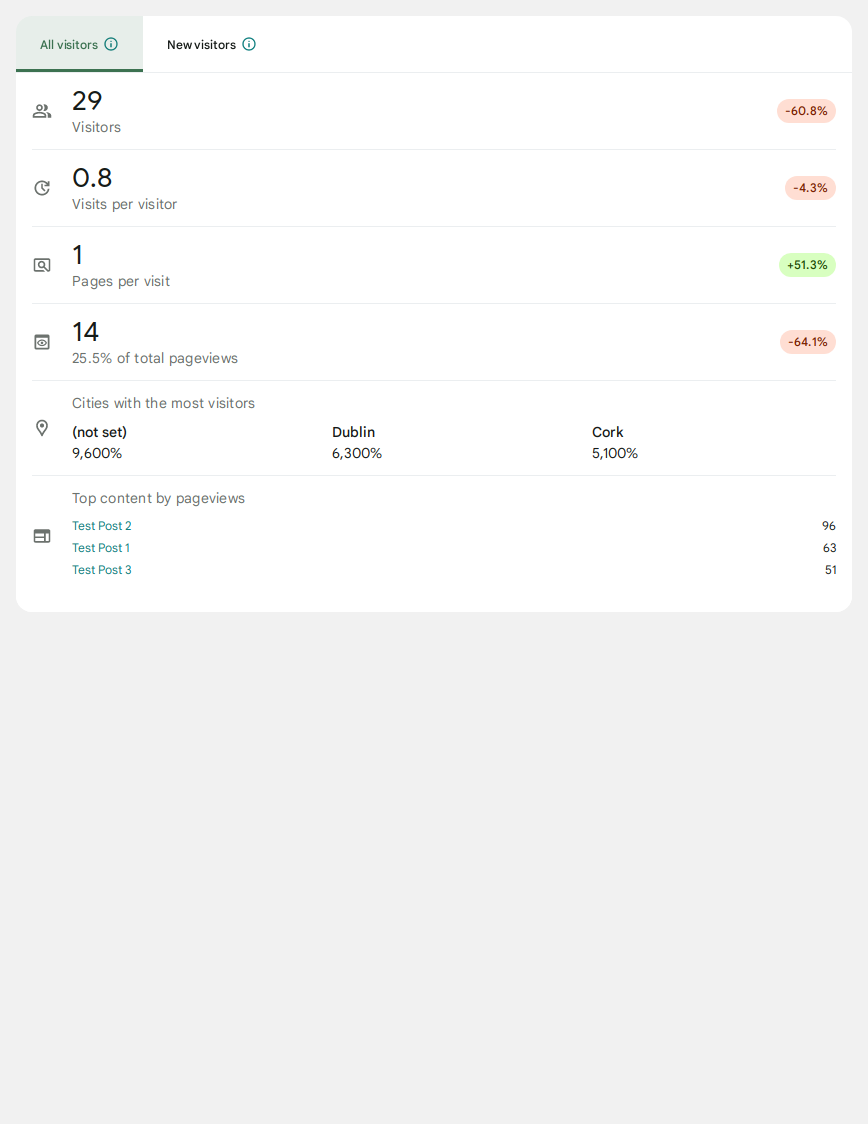 All visitors
New visitors
29
Visitors
-60.8%
0.8
Visits per visitor
-4.3%
1
Pages per visit
+51.3%
14
25.5% of total pageviews
-64.1%
Cities with the most visitors
(not set) Dublin Cork
9,600% 6,300% 5,100%
Top content by pageviews
Test Post 2 96
Test Post 1 63
Test Post 3 51